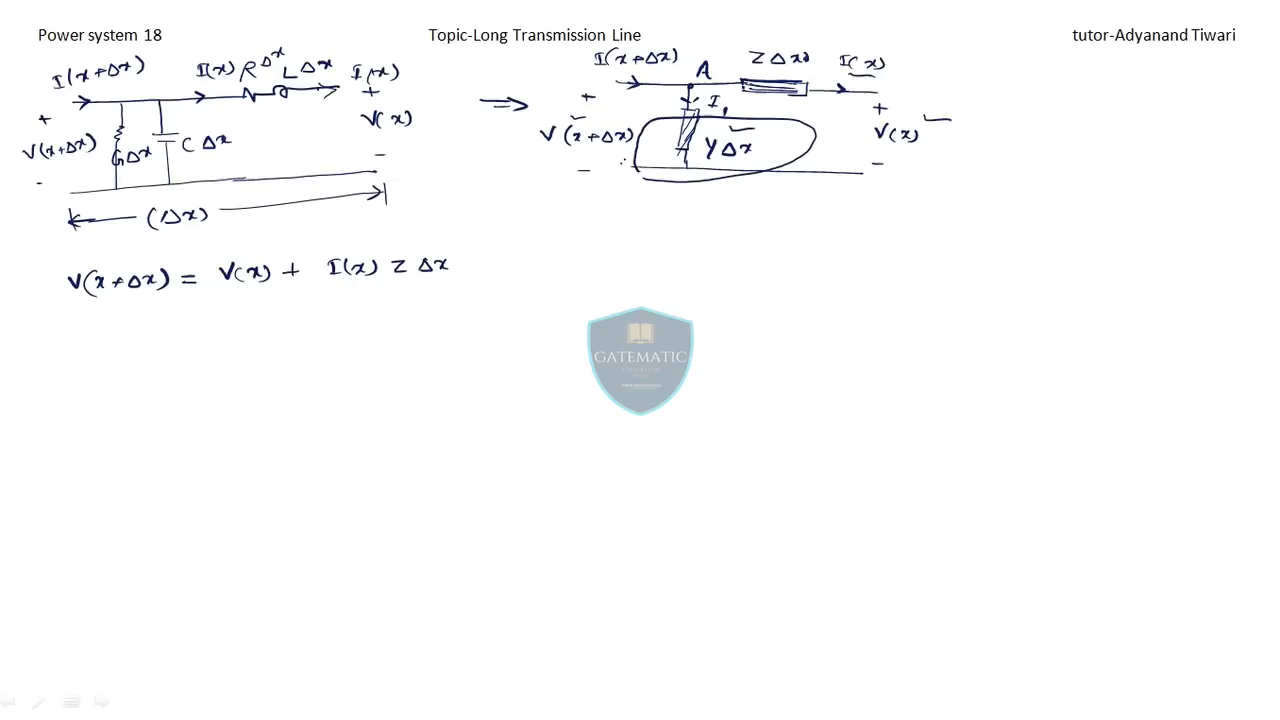 Power system 18
Topic-Long Transmission Line
tutor-Adyanand Tiwari
I(x+Δx) I(x) RΔx LΔx I(x)
+ +
V(x+Δx) GΔx CΔx V(x)
- -
(Δx)
⇒
I(x+Δx) A ZΔx I(x)
+ I₁ +
V(x+Δx) YΔx V(x)
- -
V(x+Δx) = V(x) + I(x) Z Δx
GATEMATIC